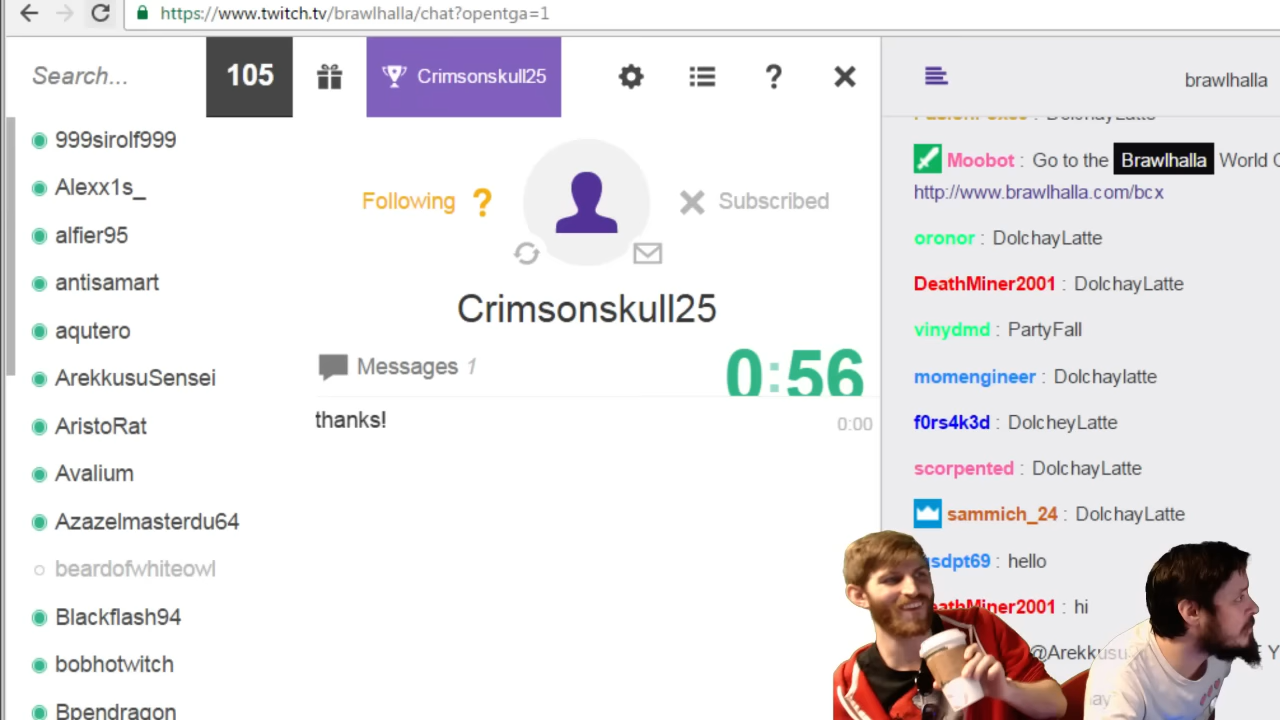 https://www.twitch.tv/brawlhalla/chat?opentga=1
Search...
105
Crimsonskull25
?
999sirolf999
Alexx1s_
alfier95
antisamart
aqutero
ArekkusuSensei
AristoRat
Avalium
Azazelmasterdu64
beardofwhiteowl
Blackflash94
bobhotwitch
Bpendragon
Following ?
Subscribed
Crimsonskull25
Messages 1
0:56
thanks!
0:00
brawlhalla
DolchayLatte
Moobot : Go to the Brawlhalla World
http://www.brawlhalla.com/bcx
oronor : DolchayLatte
DeathMiner2001 : DolchayLatte
vinydmd : PartyFall
momengineer : Dolchaylatte
f0rs4k3d : DolcheyLatte
scorpented : DolchayLatte
sammich_24 : DolchayLatte
: hello
: hi